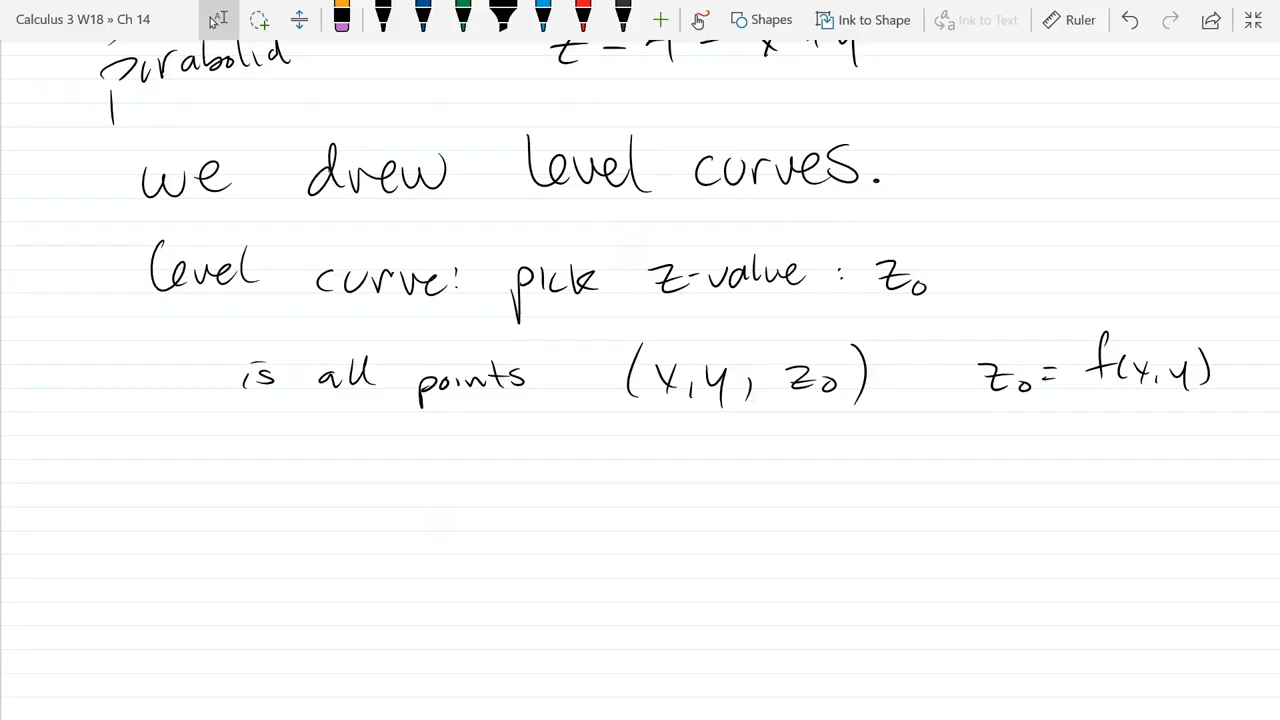 Calculus 3 W18 » Ch 14 Shapes Ink to Shape Ink to Text Ruler
parabolid
we drew level curves.
level curve: pick z-value : z₀
is all points (x,y, z₀) z₀ = f(x,y)